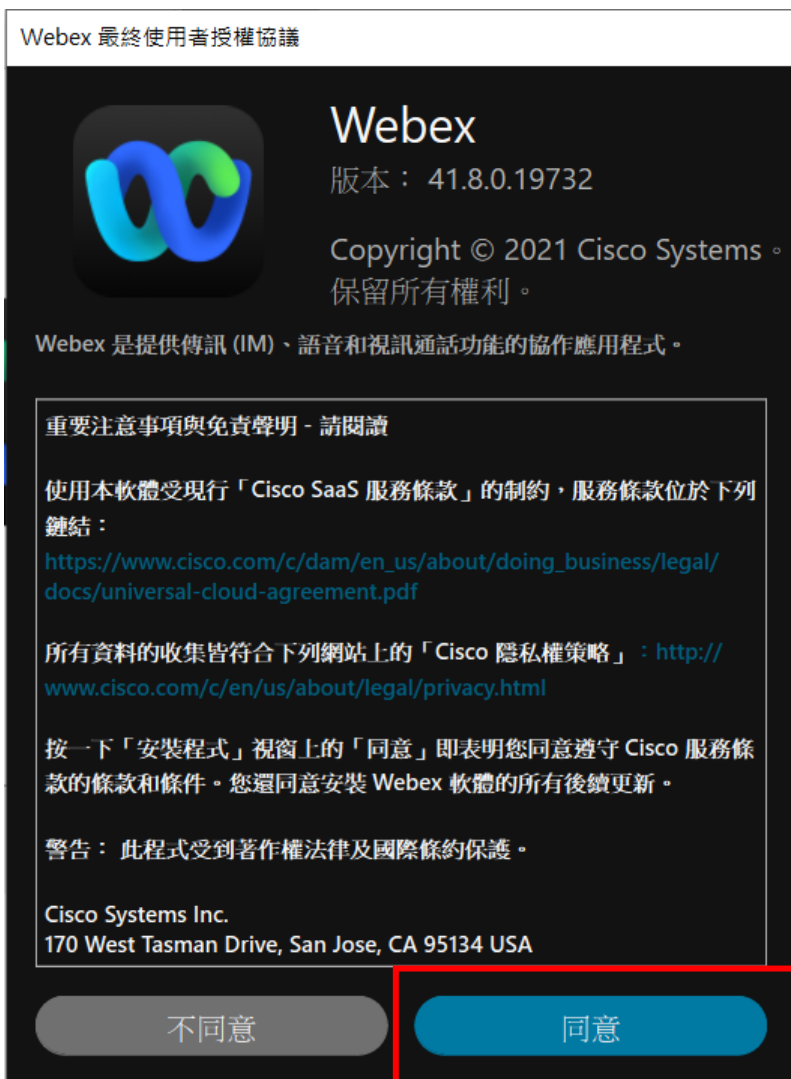 Webex 最終使用者授權協議
Webex
版本： 41.8.0.19732
Copyright © 2021 Cisco Systems。
保留所有權利。
Webex 是提供傳訊 (IM)、語音和視訊通話功能的協作應用程式。
重要注意事項與免責聲明 - 請閱讀
使用本軟體受現行「Cisco SaaS 服務條款」的制約，服務條款位於下列
鏈結：
https://www.cisco.com/c/dam/en_us/about/doing_business/legal/
docs/universal-cloud-agreement.pdf
所有資料的收集皆符合下列網站上的「Cisco 隱私權策略」：http://
www.cisco.com/c/en/us/about/legal/privacy.html
按一下「安裝程式」視窗上的「同意」即表明您同意遵守 Cisco 服務條
款的條款和條件。您還同意安裝 Webex 軟體的所有後續更新。
警告： 此程式受到著作權法律及國際條約保護。
Cisco Systems Inc.
170 West Tasman Drive, San Jose, CA 95134 USA
不同意
同意